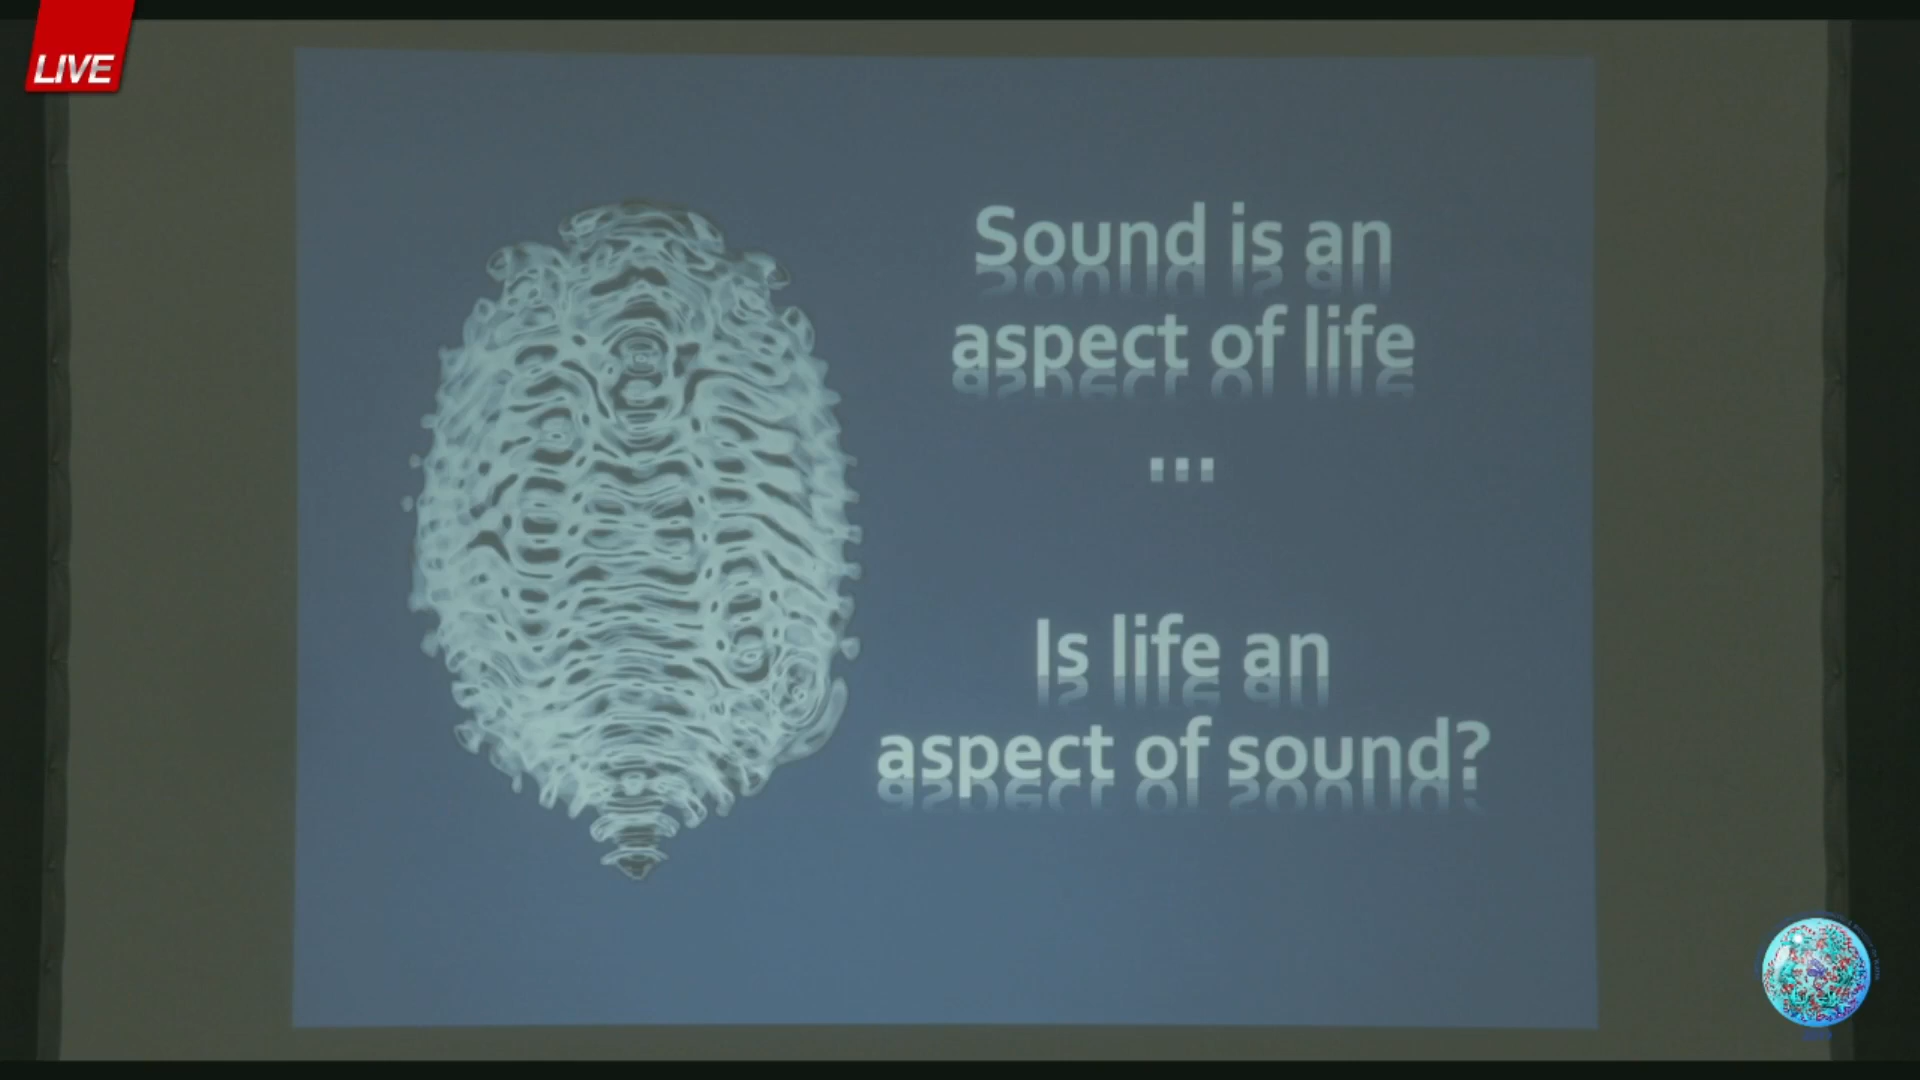 LIVE
Sound is an
aspect of life
...
Is life an
aspect of sound?